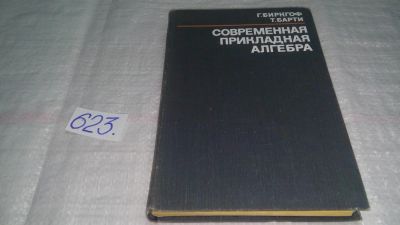 Г. БИРКГОФ
Т. БАРТИ
СОВРЕМЕННАЯ
ПРИКЛАДНАЯ
АЛГЕБРА
623.